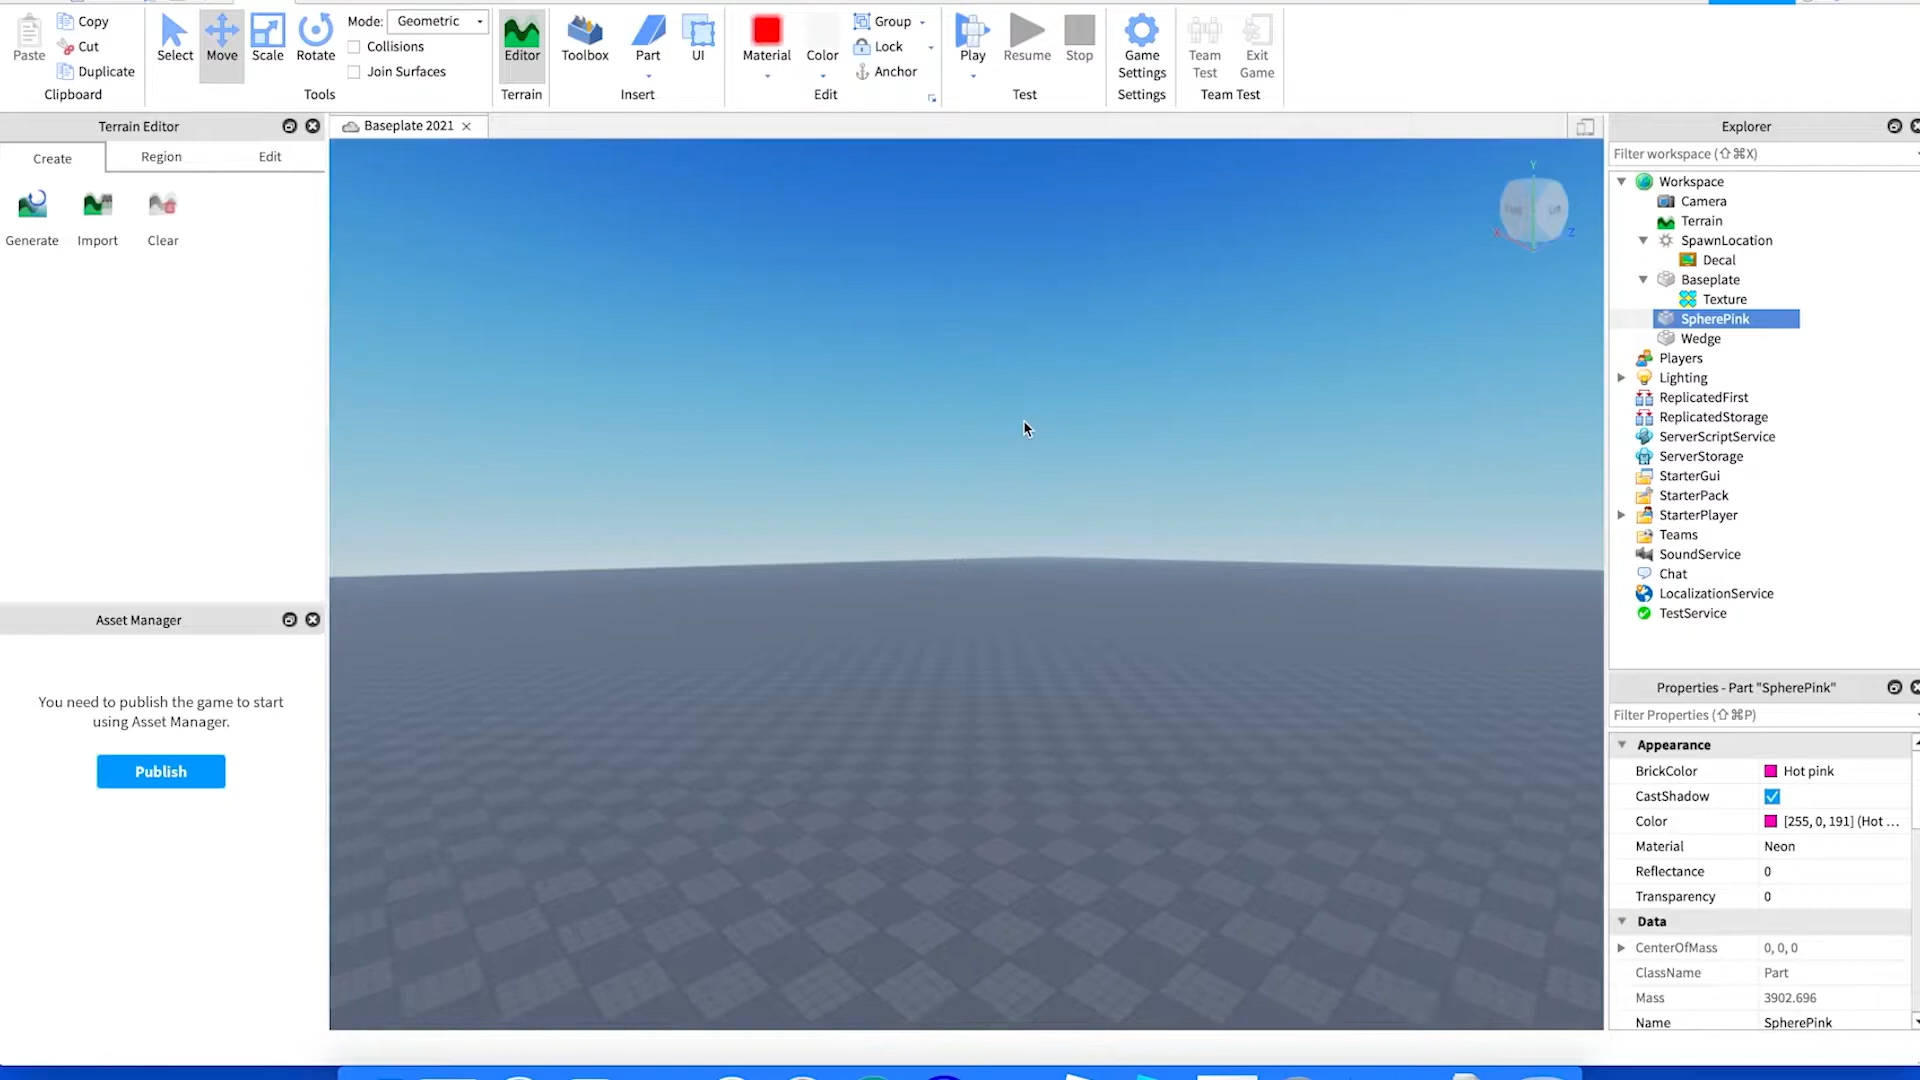 Paste
Copy
Cut
Duplicate
Clipboard
Select
Move
Scale
Rotate
Mode: Geometric
Collisions
Join Surfaces
Tools
Editor
Terrain
Toolbox
Part
UI
Insert
Material
Color
Group
Lock
Anchor
Edit
Play
Resume
Stop
Test
Game
Settings
Settings
Team
Test
Exit
Game
Team Test
Terrain Editor
Create
Region
Edit
Generate
Import
Clear
Asset Manager
You need to publish the game to start
using Asset Manager.
Publish
Baseplate 2021
Y
X
Z
Explorer
Filter workspace (⇧⌘X)
Workspace
Camera
Terrain
SpawnLocation
Decal
Baseplate
Texture
SpherePink
Wedge
Players
Lighting
ReplicatedFirst
ReplicatedStorage
ServerScriptService
ServerStorage
StarterGui
StarterPack
StarterPlayer
Teams
SoundService
Chat
LocalizationService
TestService
Properties - Part "SpherePink"
Filter Properties (⇧⌘P)
Appearance
BrickColor Hot pink
CastShadow
Color [255, 0, 191] (Hot ...
Material Neon
Reflectance 0
Transparency 0
Data
CenterOfMass 0, 0, 0
ClassName Part
Mass 3902.696
Name SpherePink